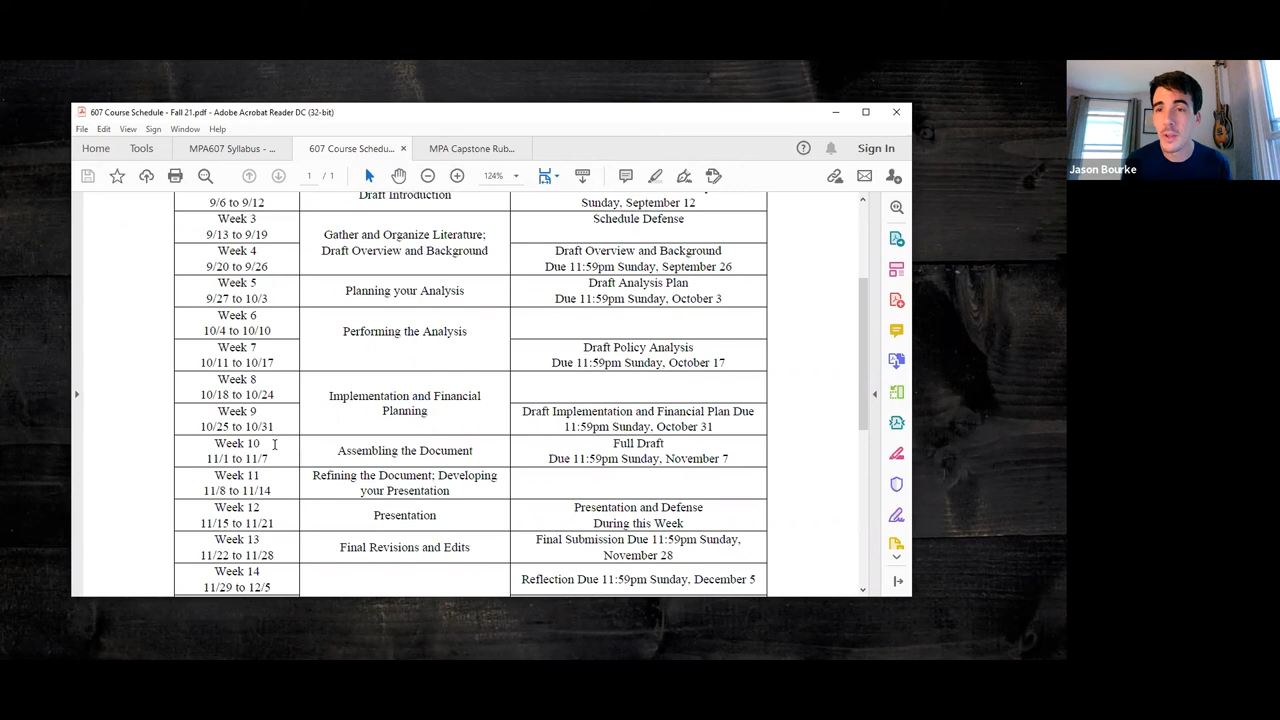 607 Course Schedule - Fall 21.pdf - Adobe Acrobat Reader DC (32-bit)
File Edit View Sign Window Help
Home Tools MPA607 Syllabus - ... 607 Course Schedu... × MPA Capstone Rub... Sign In
1 / 1 124%
9/6 to 9/12
Draft Introduction
Sunday, September 12
Week 3
9/13 to 9/19
Gather and Organize Literature;
Draft Overview and Background
Schedule Defense
Week 4
9/20 to 9/26
Draft Overview and Background
Due 11:59pm Sunday, September 26
Week 5
9/27 to 10/3
Planning your Analysis
Draft Analysis Plan
Due 11:59pm Sunday, October 3
Week 6
10/4 to 10/10
Performing the Analysis
Week 7
10/11 to 10/17
Draft Policy Analysis
Due 11:59pm Sunday, October 17
Week 8
10/18 to 10/24
Implementation and Financial
Planning
Week 9
10/25 to 10/31
Draft Implementation and Financial Plan Due
11:59pm Sunday, October 31
Week 10
11/1 to 11/7
Assembling the Document
Full Draft
Due 11:59pm Sunday, November 7
Week 11
11/8 to 11/14
Refining the Document; Developing
your Presentation
Week 12
11/15 to 11/21
Presentation
Presentation and Defense
During this Week
Week 13
11/22 to 11/28
Final Revisions and Edits
Final Submission Due 11:59pm Sunday,
November 28
Week 14
11/29 to 12/5
Reflection Due 11:59pm Sunday, December 5
Jason Bourke